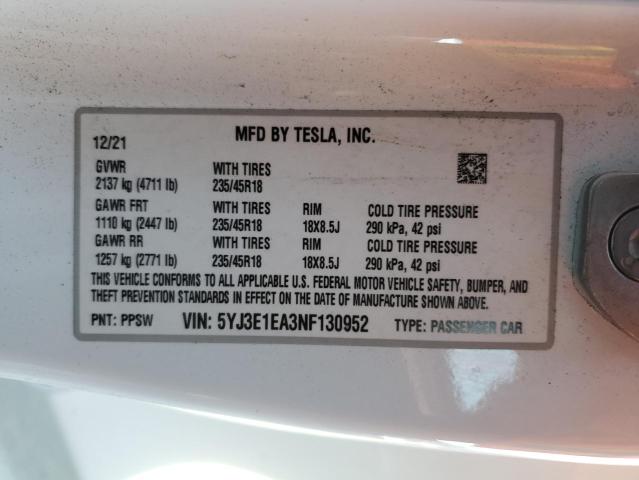 12/21 MFD BY TESLA, INC.
GVWR WITH TIRES
2137 kg (4711 lb) 235/45R18
GAWR FRT WITH TIRES RIM COLD TIRE PRESSURE
1110 kg (2447 lb) 235/45R18 18X8.5J 290 kPa, 42 psi
GAWR RR WITH TIRES RIM COLD TIRE PRESSURE
1257 kg (2771 lb) 235/45R18 18X8.5J 290 kPa, 42 psi
THIS VEHICLE CONFORMS TO ALL APPLICABLE U.S. FEDERAL MOTOR VEHICLE SAFETY, BUMPER, AND
THEFT PREVENTION STANDARDS IN EFFECT ON THE DATE OF MANUFACTURE SHOWN ABOVE.
PNT: PPSW VIN: 5YJ3E1EA3NF130952 TYPE: PASSENGER CAR